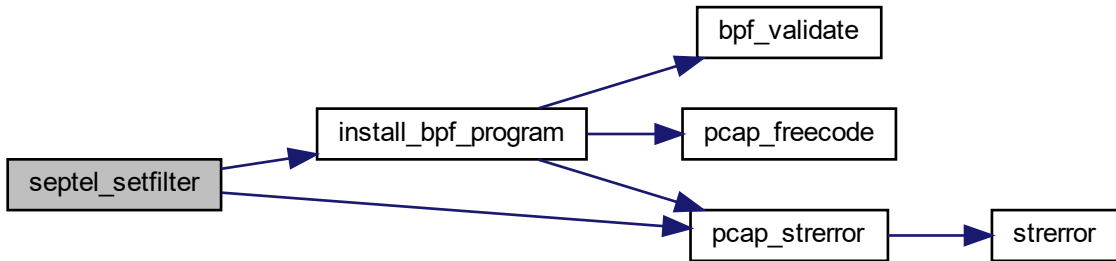 septel_setfilter
install_bpf_program
bpf_validate
pcap_freecode
pcap_strerror
strerror